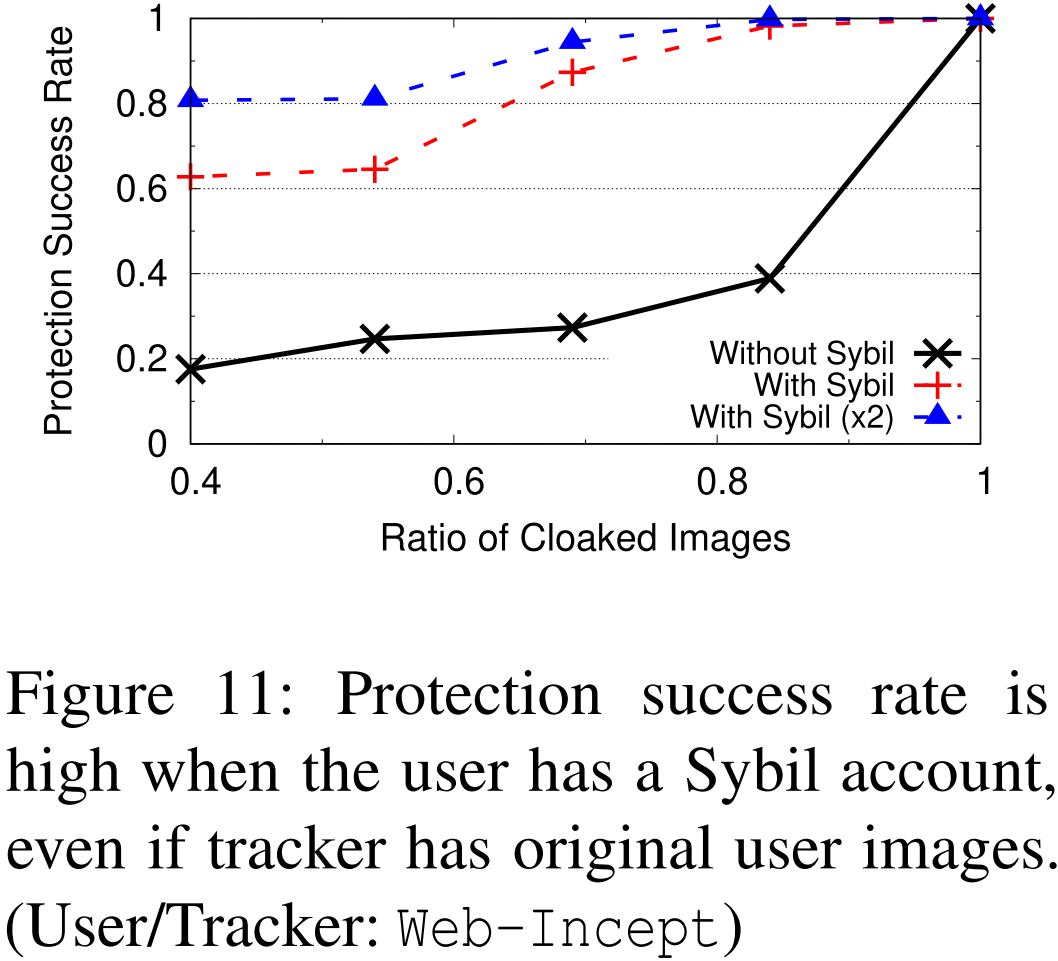 Protection Success Rate
1
0.8
0.6
0.4
0.2
0
Without Sybil
With Sybil
With Sybil (x2)
0.4 0.6 0.8 1
Ratio of Cloaked Images
Figure 11: Protection success rate is
high when the user has a Sybil account,
even if tracker has original user images.
(User/Tracker: Web-Incept)